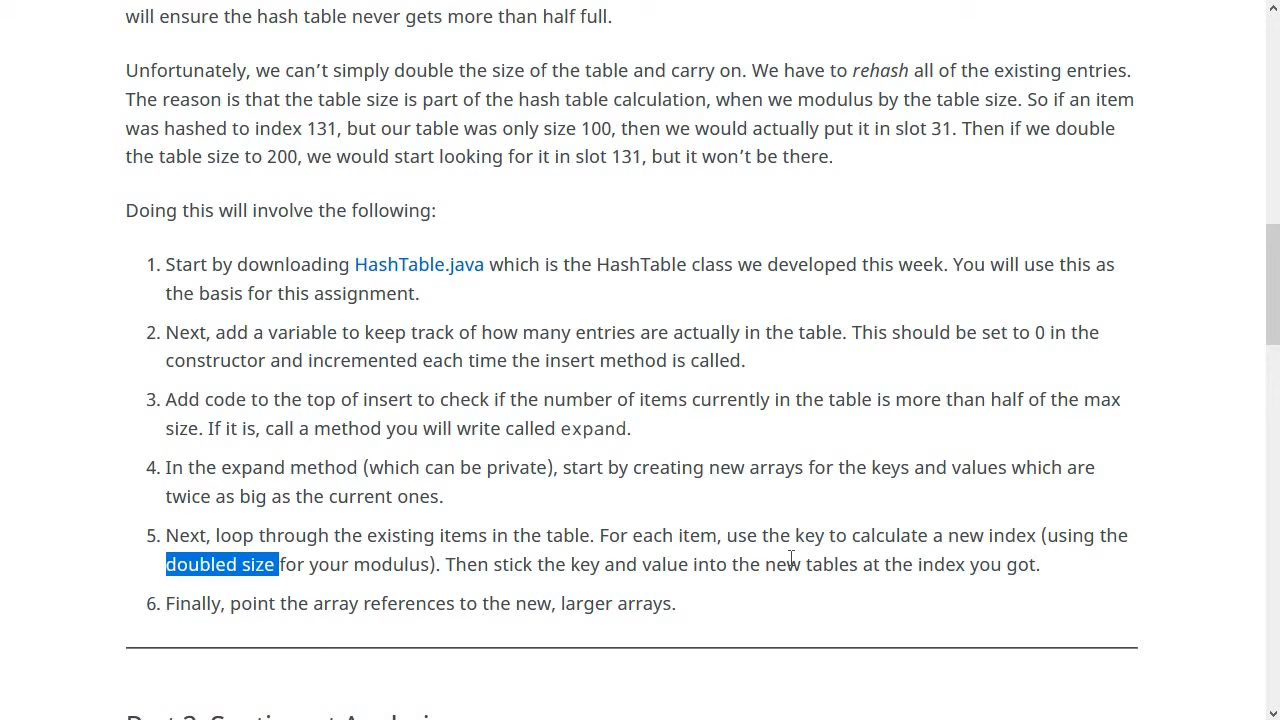 will ensure the hash table never gets more than half full.
Unfortunately, we can’t simply double the size of the table and carry on. We have to rehash all of the existing entries.
The reason is that the table size is part of the hash table calculation, when we modulus by the table size. So if an item
was hashed to index 131, but our table was only size 100, then we would actually put it in slot 31. Then if we double
the table size to 200, we would start looking for it in slot 131, but it won’t be there.
Doing this will involve the following:
1. Start by downloading HashTable.java which is the HashTable class we developed this week. You will use this as
the basis for this assignment.
2. Next, add a variable to keep track of how many entries are actually in the table. This should be set to 0 in the
constructor and incremented each time the insert method is called.
3. Add code to the top of insert to check if the number of items currently in the table is more than half of the max
size. If it is, call a method you will write called expand.
4. In the expand method (which can be private), start by creating new arrays for the keys and values which are
twice as big as the current ones.
5. Next, loop through the existing items in the table. For each item, use the key to calculate a new index (using the
doubled size for your modulus). Then stick the key and value into the new tables at the index you got.
6. Finally, point the array references to the new, larger arrays.